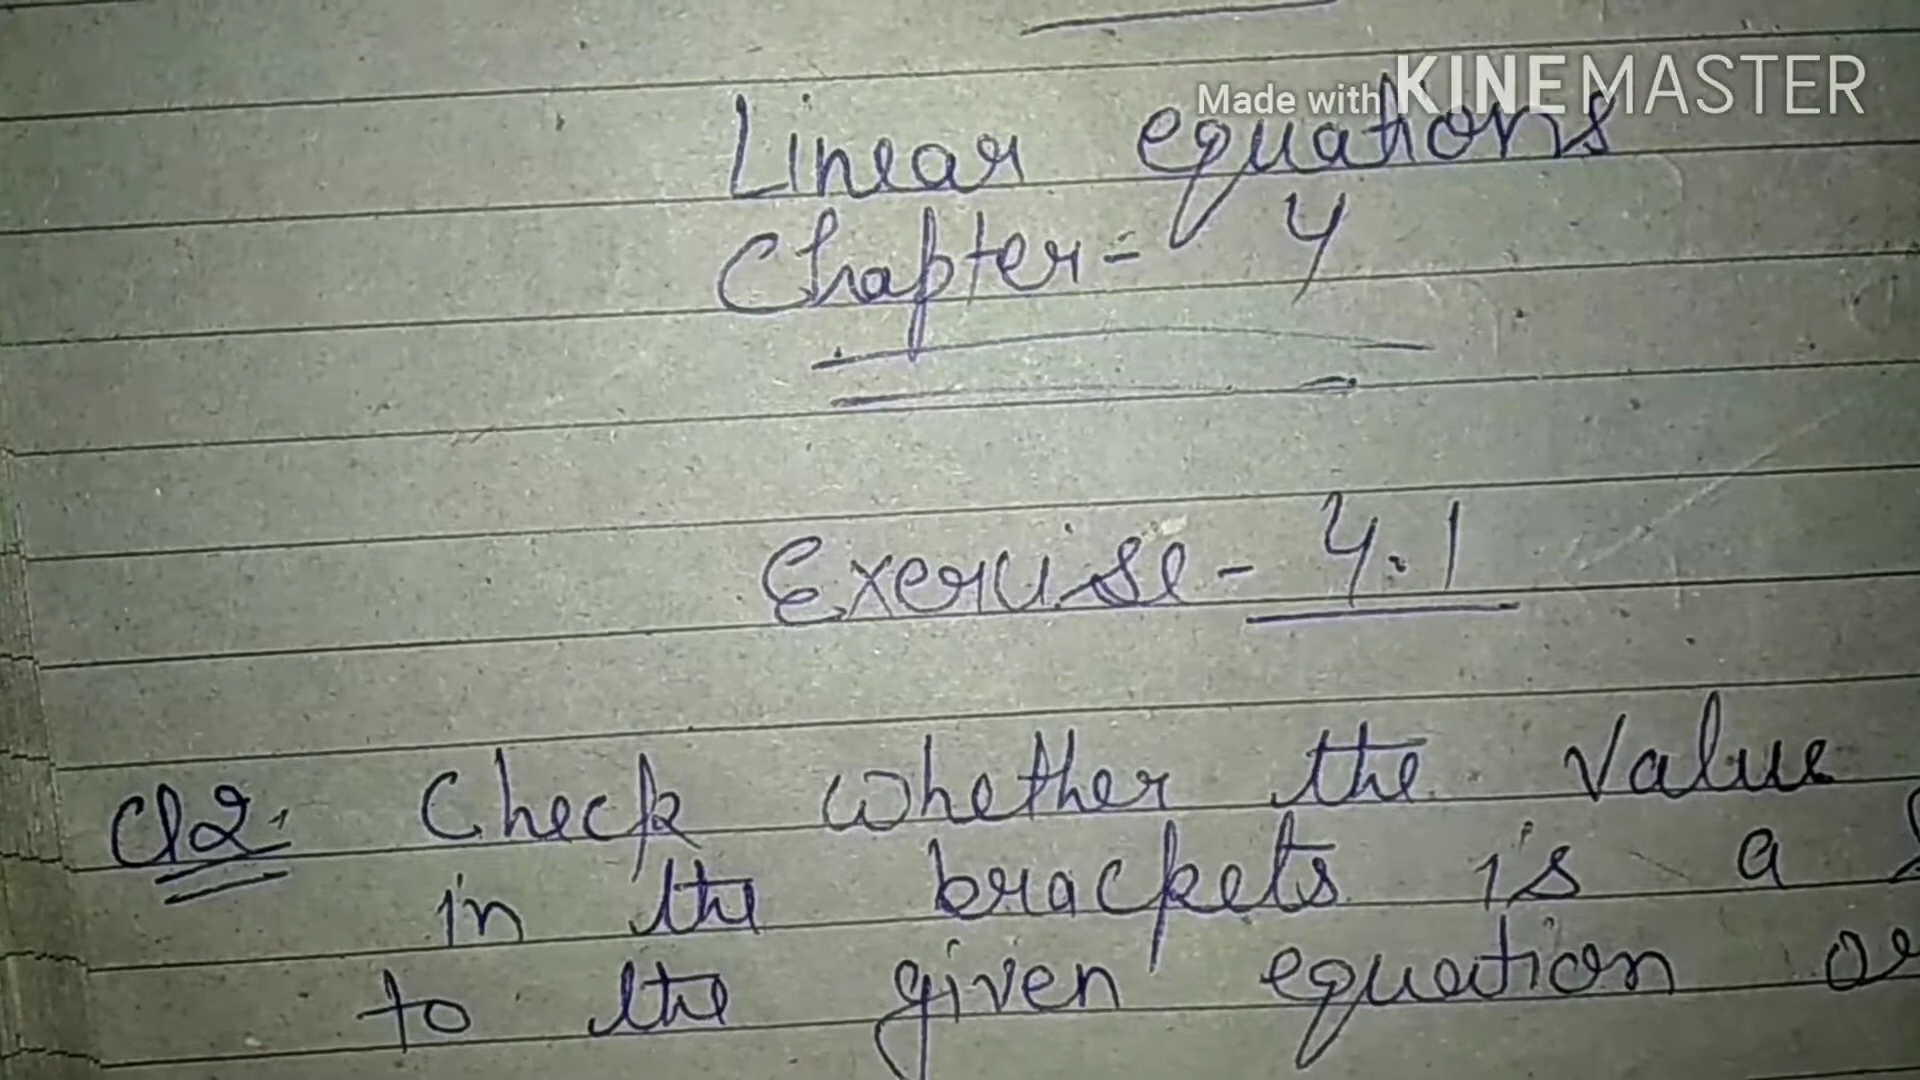 Made with KINEMASTER
Linear equations
Chapter = 4
Exercise - 4.1
Q2. Check whether the value
in the brackets is a
to the given equation or